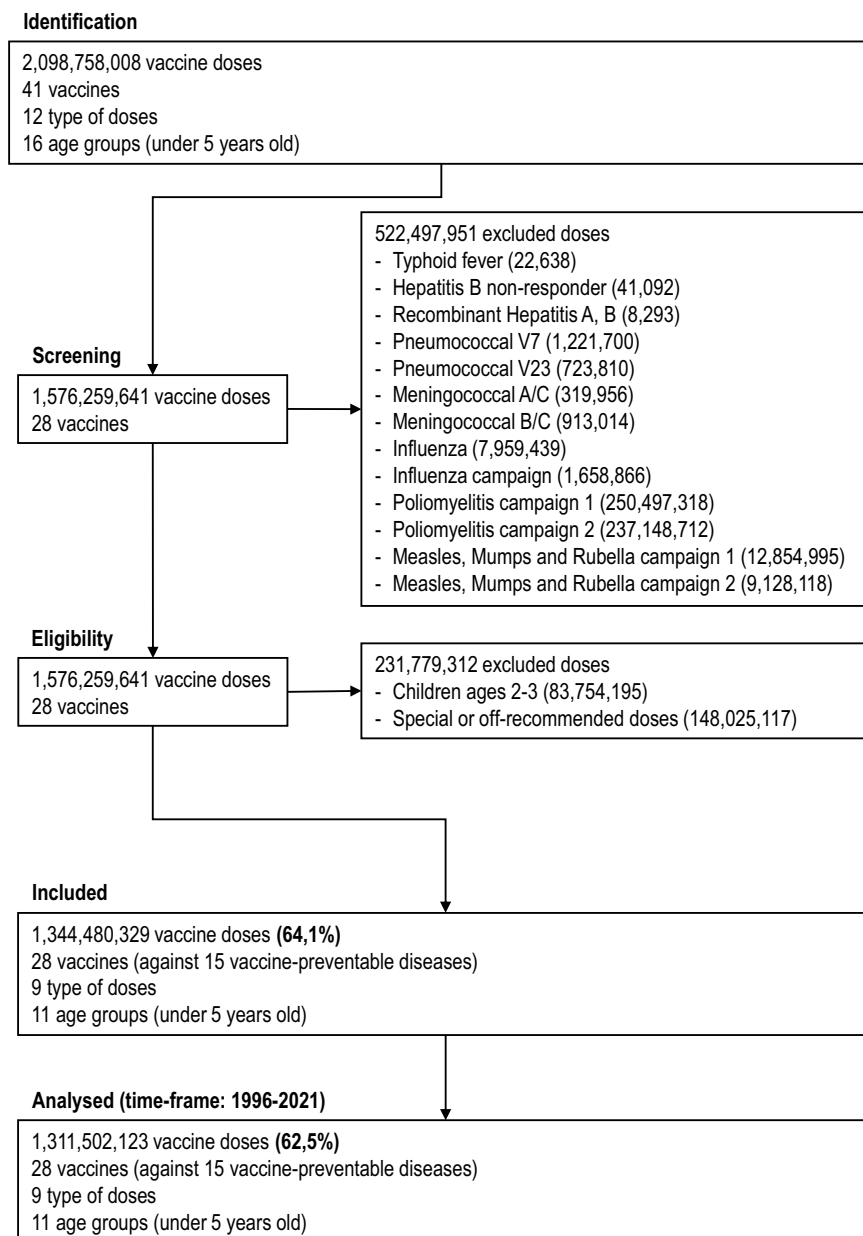 Identification
2,098,758,008 vaccine doses
41 vaccines
12 type of doses
16 age groups (under 5 years old)
522,497,951 excluded doses
- Typhoid fever (22,638)
- Hepatitis B non-responder (41,092)
- Recombinant Hepatitis A, B (8,293)
- Pneumococcal V7 (1,221,700)
- Pneumococcal V23 (723,810)
- Meningococcal A/C (319,956)
- Meningococcal B/C (913,014)
- Influenza (7,959,439)
- Influenza campaign (1,658,866)
- Poliomyelitis campaign 1 (250,497,318)
- Poliomyelitis campaign 2 (237,148,712)
- Measles, Mumps and Rubella campaign 1 (12,854,995)
- Measles, Mumps and Rubella campaign 2 (9,128,118)
Screening
1,576,259,641 vaccine doses
28 vaccines
Eligibility
1,576,259,641 vaccine doses
28 vaccines
231,779,312 excluded doses
- Children ages 2-3 (83,754,195)
- Special or off-recommended doses (148,025,117)
Included
1,344,480,329 vaccine doses (64,1%)
28 vaccines (against 15 vaccine-preventable diseases)
9 type of doses
11 age groups (under 5 years old)
Analysed (time-frame: 1996-2021)
1,311,502,123 vaccine doses (62,5%)
28 vaccines (against 15 vaccine-preventable diseases)
9 type of doses
11 age groups (under 5 years old)